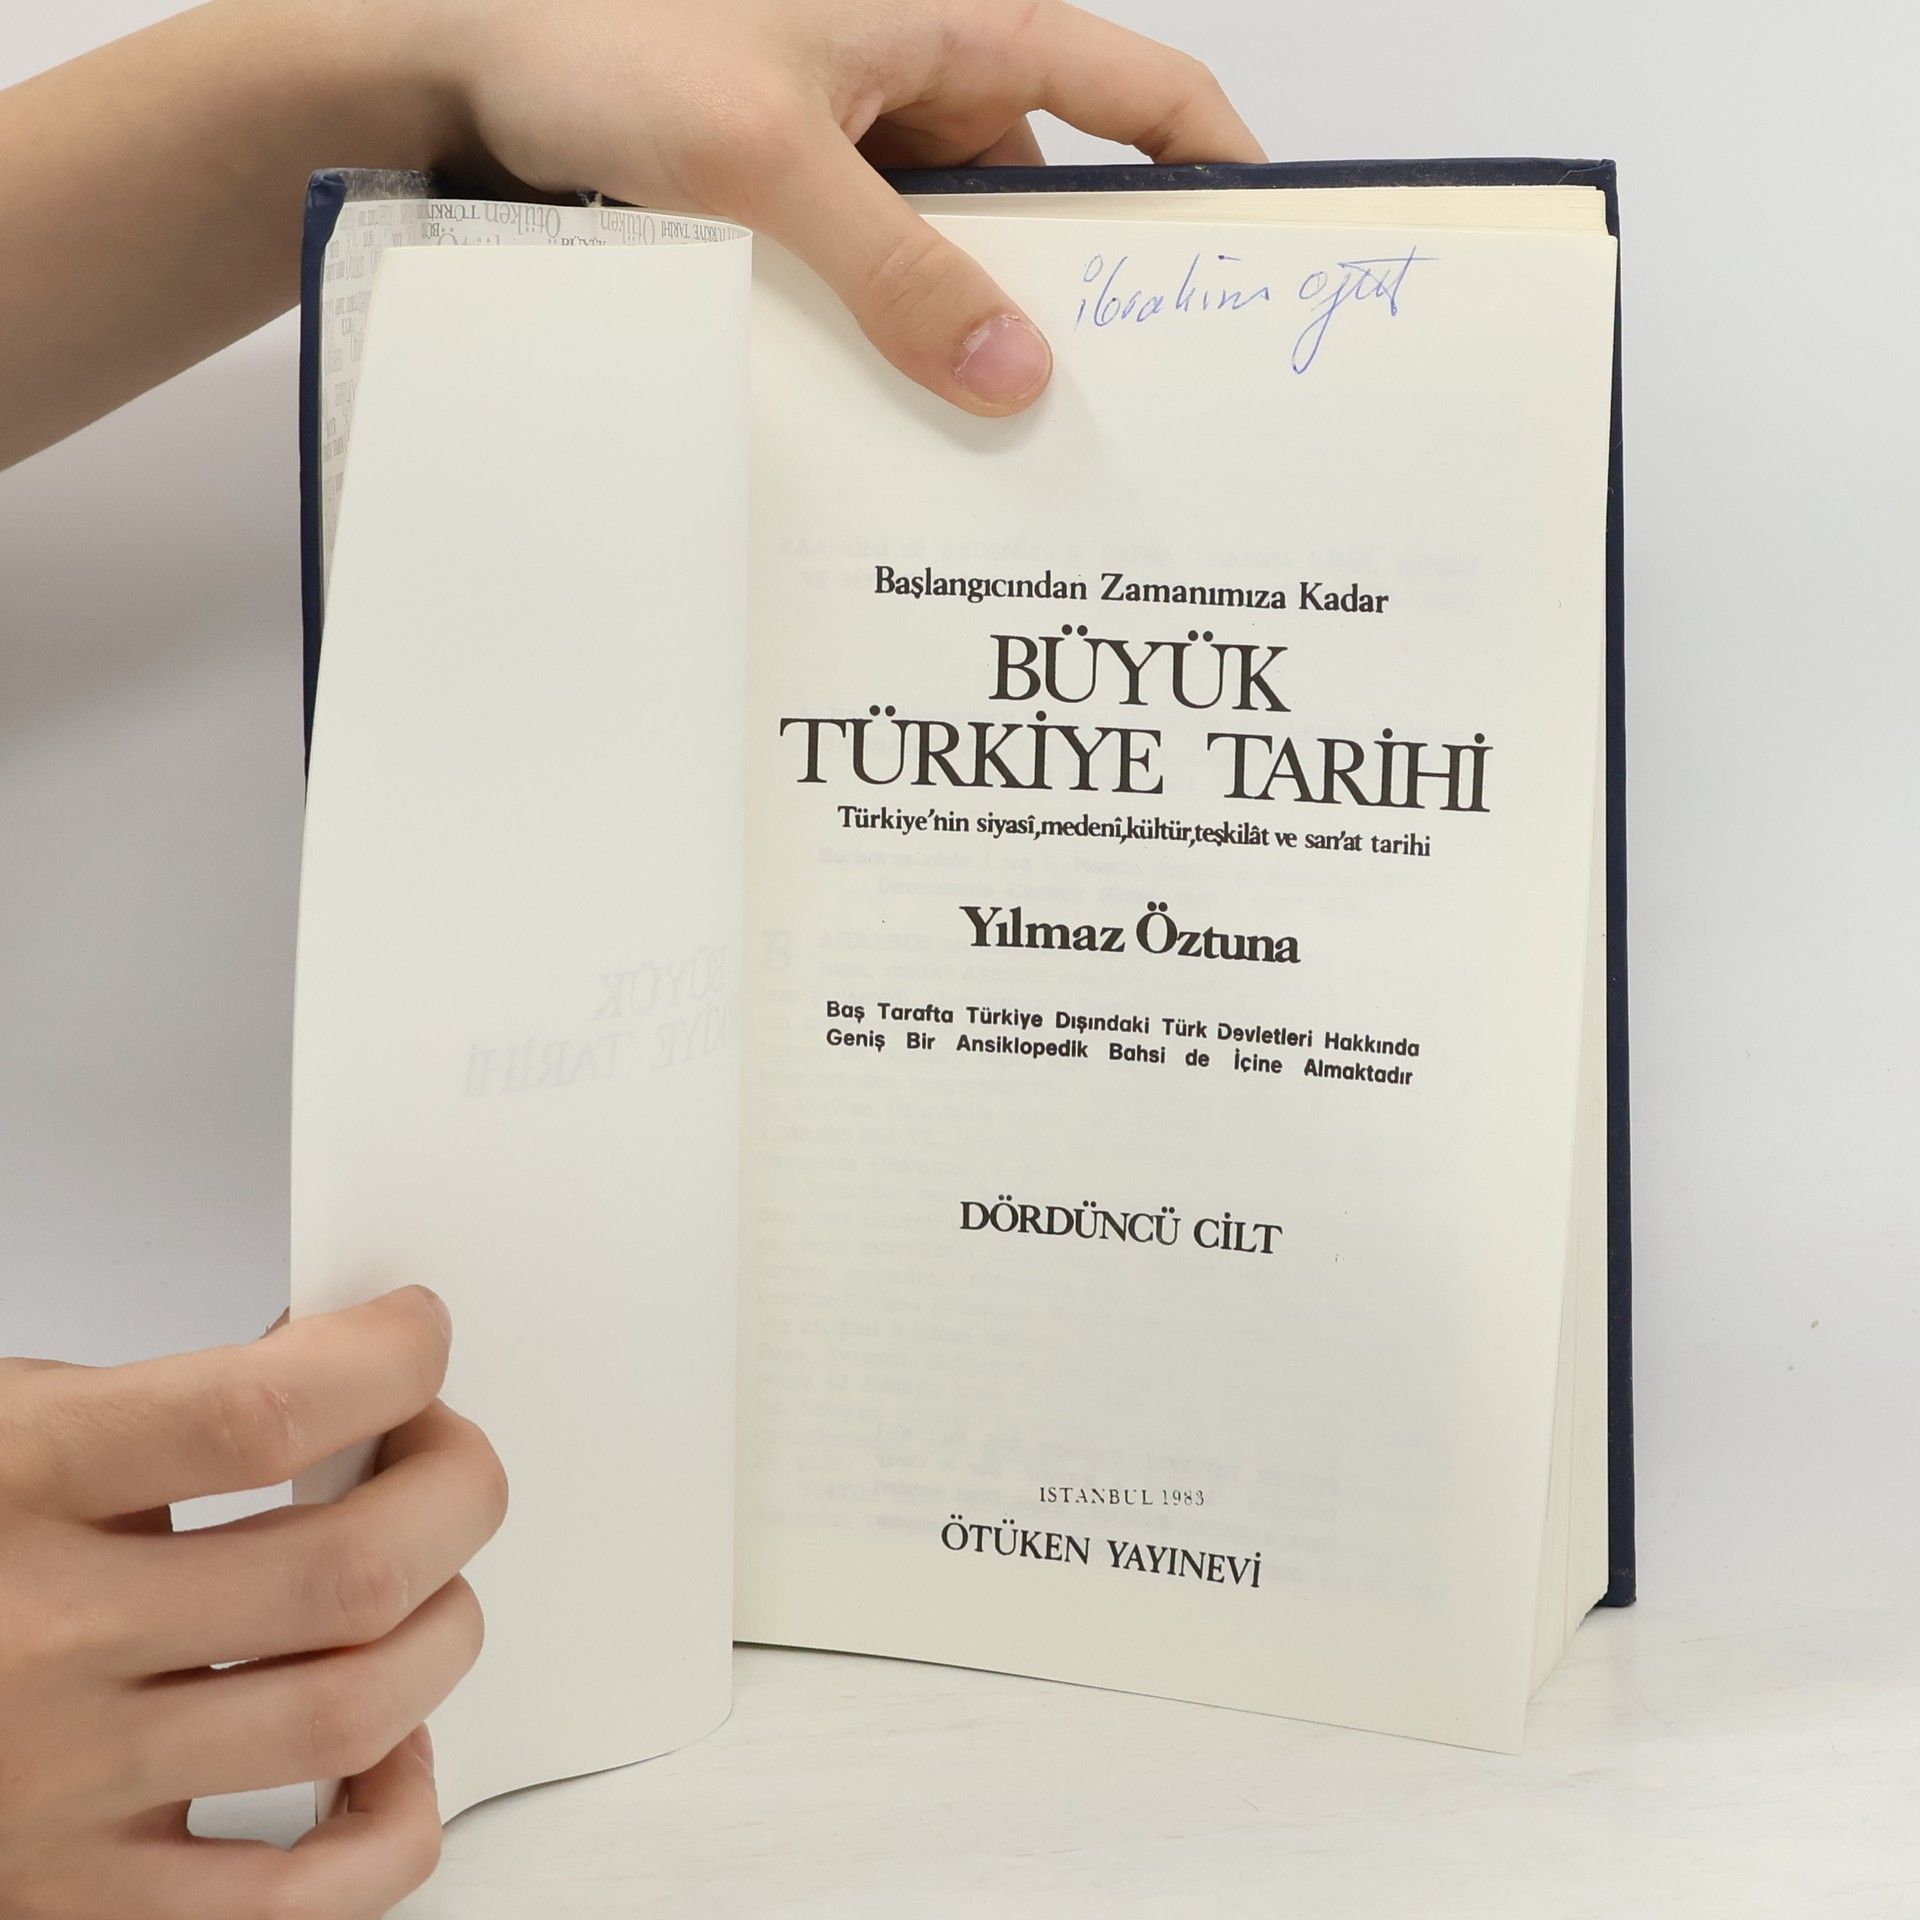 İbrahim Öğüt
Başlangıcından Zamanımıza Kadar
BÜYÜK
TÜRKİYE TARİHİ
Türkiye'nin siyasî,medenî,kültür,teşkilât ve san'at tarihi
Yılmaz Öztuna
Baş Tarafta Türkiye Dışındaki Türk Devletleri Hakkında
Geniş Bir Ansiklopedik Bahsi de İçine Almaktadır
DÖRDÜNCÜ CİLT
ISTANBUL 1983
ÖTÜKEN YAYINEVİ